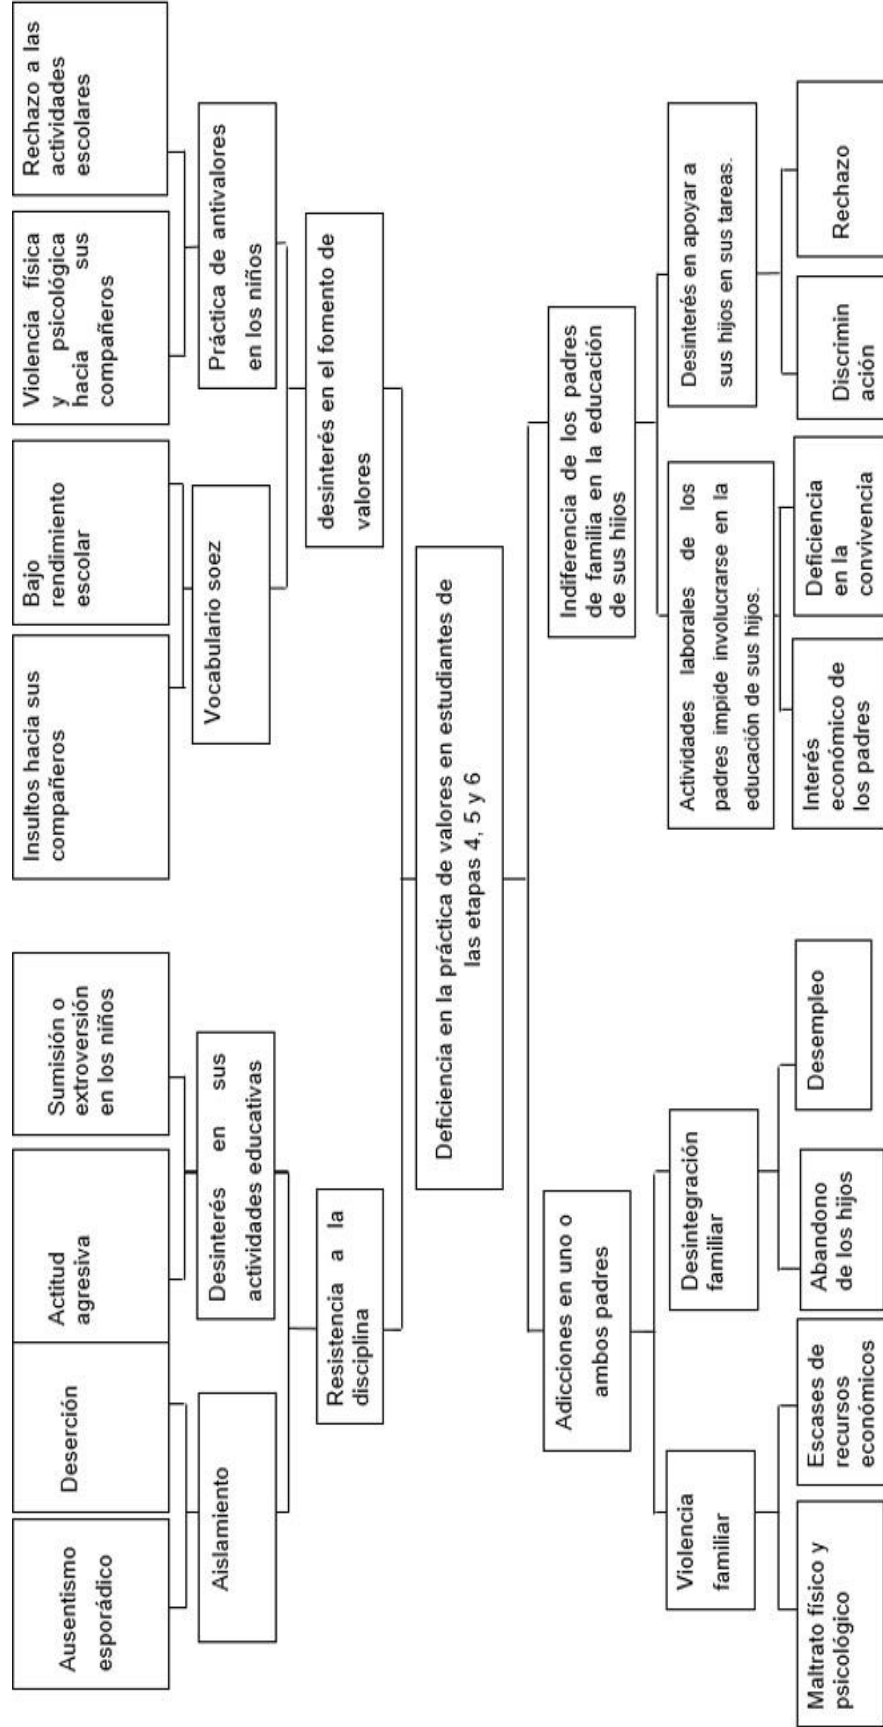 Ausentismo
esporádico
Deserción
Actitud
agresiva
Sumisión o
extroversión
en los niños
Insultos hacia sus
compañeros
Bajo
rendimiento
escolar
Violencia física
y psicológica
hacia sus
compañeros
Rechazo a las
actividades
escolares
Aislamiento
Desinterés en sus
actividades educativas
Vocabulario soez
Práctica de antivalores
en los niños
Resistencia a la
disciplina
desinterés en el fomento de
valores
Deficiencia en la práctica de valores en estudiantes de
las etapas 4, 5 y 6
Adicciones en uno o
ambos padres
Indiferencia de los padres
de familia en la educación
de sus hijos
Violencia
familiar
Desintegración
familiar
Actividades laborales de los
padres impide involucrarse en la
educación de sus hijos.
Desinterés en apoyar a
sus hijos en sus tareas.
Maltrato físico y
psicológico
Escases de
recursos
económicos
Abandono
de los hijos
Desempleo
Interés
económico de
los padres
Deficiencia
en la
convivencia
Discrimin
ación
Rechazo